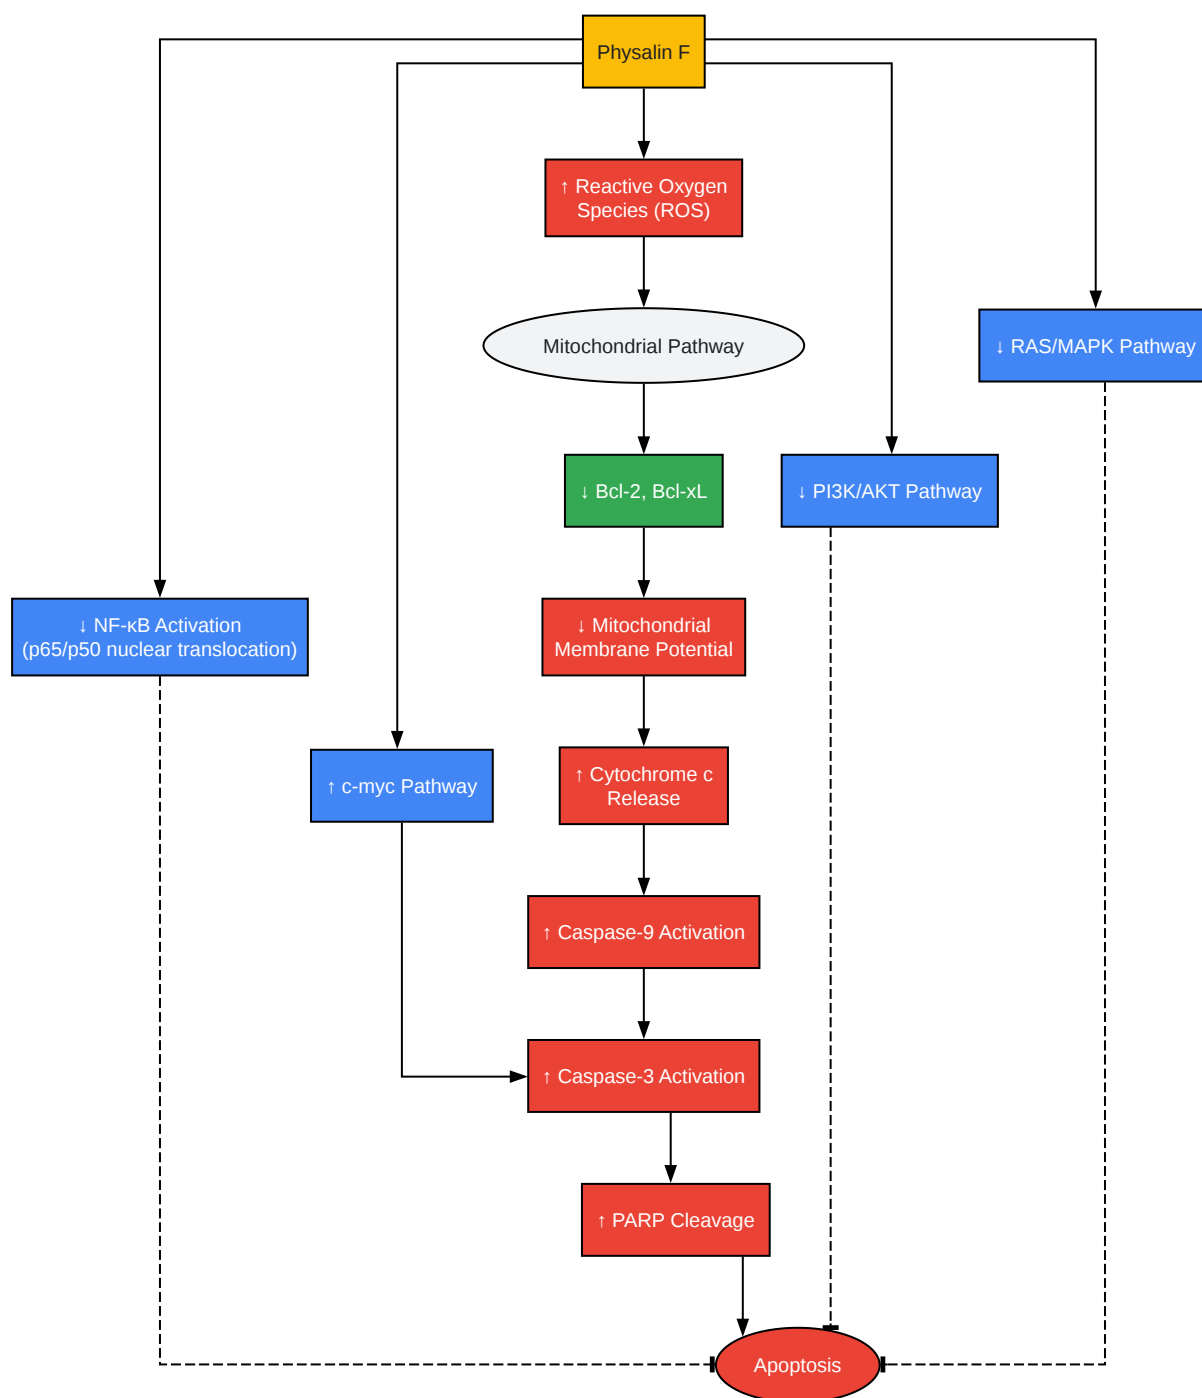 Physalin F
↑ Reactive Oxygen
Species (ROS)
Mitochondrial Pathway
↓ RAS/MAPK Pathway
↓ Bcl-2, Bcl-xL
↓ PI3K/AKT Pathway
↓ NF-κB Activation
(p65/p50 nuclear translocation)
↓ Mitochondrial
Membrane Potential
↑ c-myc Pathway
↑ Cytochrome c
Release
↑ Caspase-9 Activation
↑ Caspase-3 Activation
↑ PARP Cleavage
Apoptosis